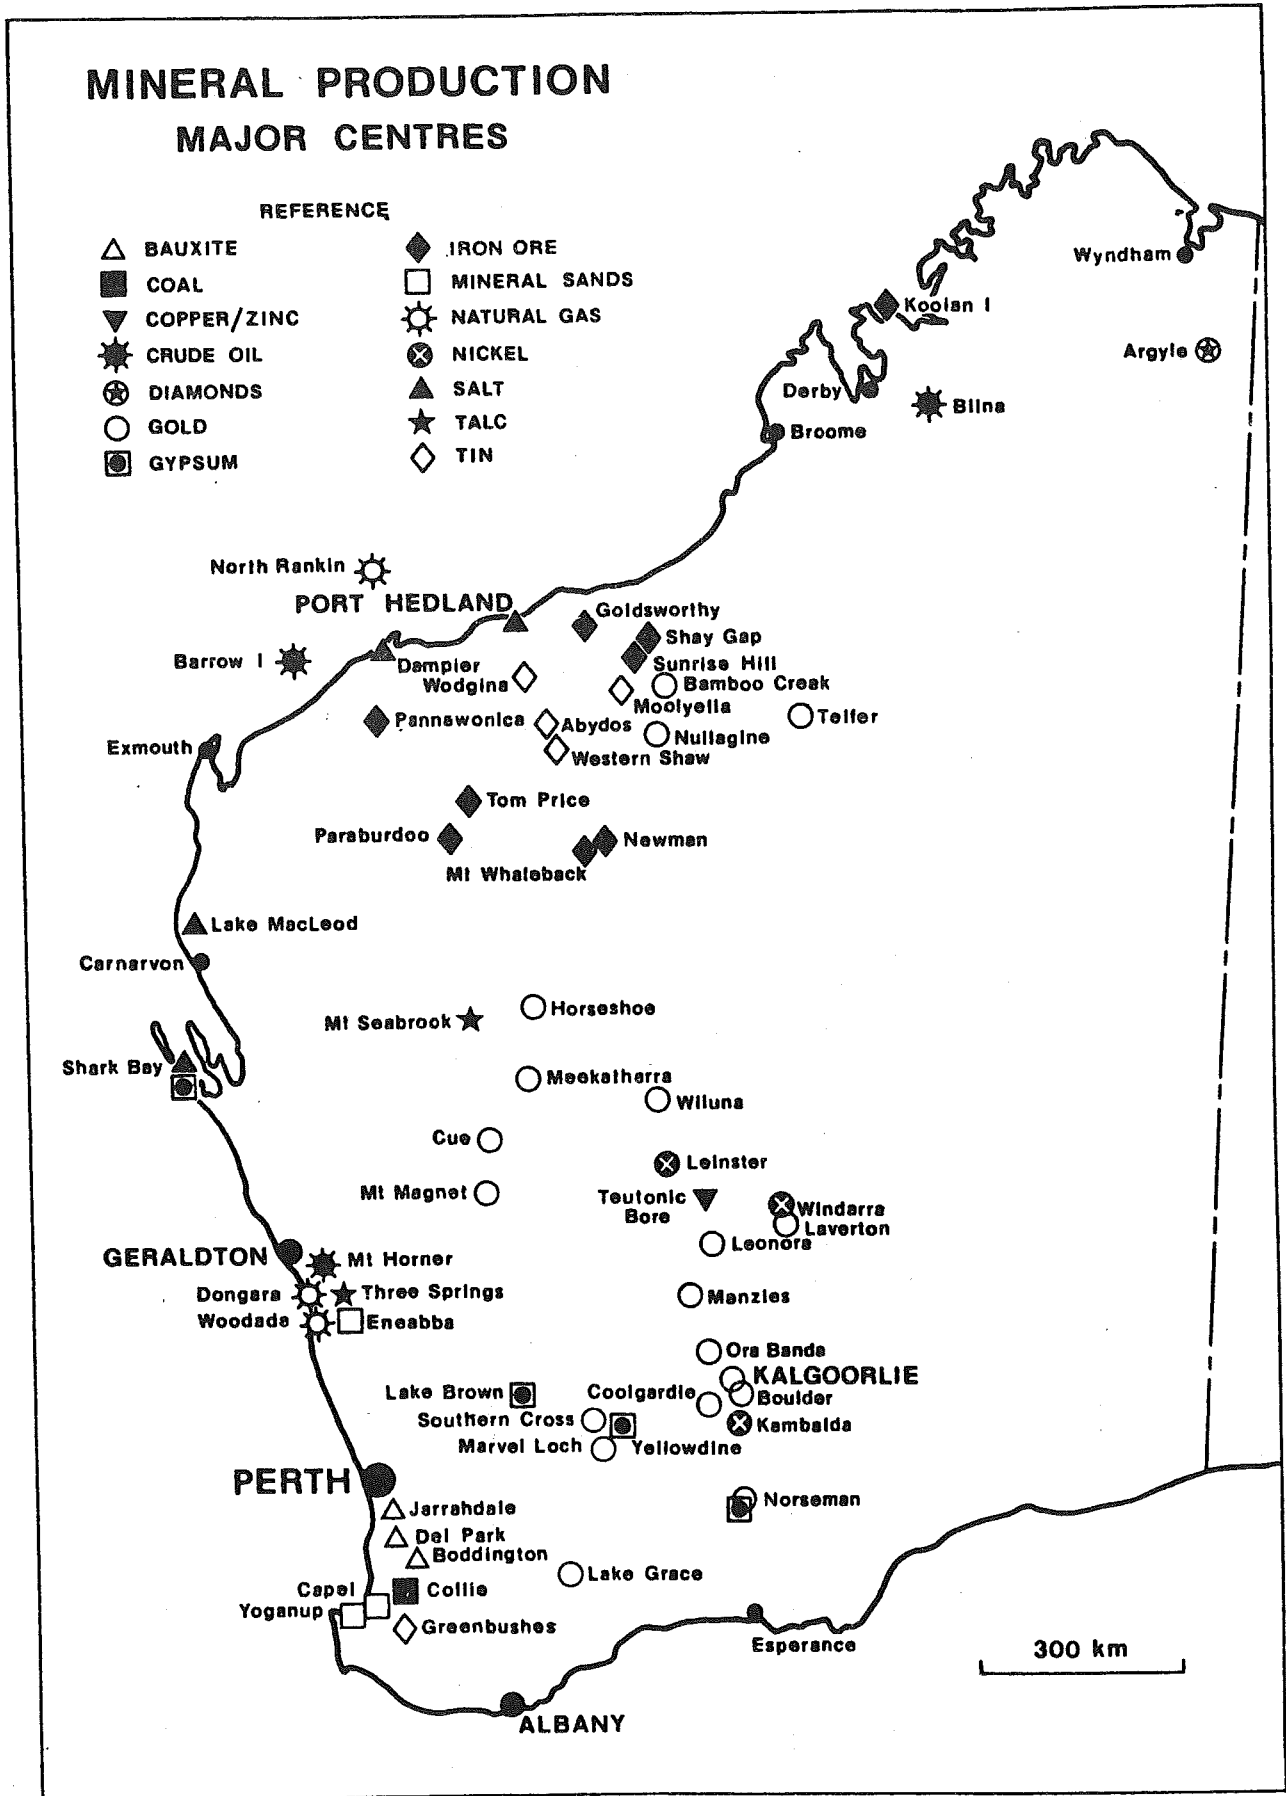 MINERAL PRODUCTION
MAJOR CENTRES
REFERENCE
BAUXITE
COAL
COPPER/ZINC
CRUDE OIL
DIAMONDS
GOLD
GYPSUM
IRON ORE
MINERAL SANDS
NATURAL GAS
NICKEL
SALT
TALC
TIN
Wyndham
Koolan I
Argyle
Derby
Blina
Broome
North Rankin
PORT HEDLAND
Goldsworthy
Shay Gap
Sunrise Hill
Barrow I
Dampier
Wodgina
Bamboo Creek
Moolyella
Pannawonica
Abydos
Telfer
Nullagine
Western Shaw
Exmouth
Tom Price
Paraburdoo
Newman
Mt Whaleback
Lake MacLeod
Carnarvon
Horseshoe
Mt Seabrook
Shark Bay
Meekatharra
Wiluna
Cue
Leinster
Mt Magnet
Teutonic
Bore
Windarra
Laverton
Leonora
GERALDTON
Mt Horner
Dongara
Three Springs
Menzies
Woodada
Eneabba
Ora Banda
KALGOORLIE
Lake Brown
Coolgardie
Boulder
Southern Cross
Kambalda
Marvel Loch
Yellowdine
PERTH
Norseman
Jarrahdale
Del Park
Boddington
Lake Grace
Capel
Collie
Yoganup
Greenbushes
Esperance
300 km
ALBANY